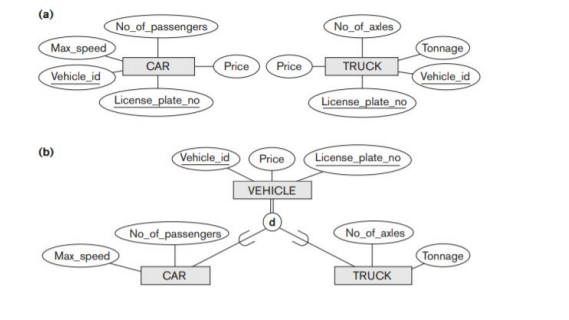 (a)
No_of_passengers
No_of_axles
Max_speed
Tonnage
CAR
Price
Price
TRUCK
Vehicle_id
Vehicle_id
License_plate_no
License_plate_no
(b)
Vehicle_id
Price
License_plate_no
VEHICLE
d
No_of_passengers
No_of_axles
Max_speed
Tonnage
CAR
TRUCK